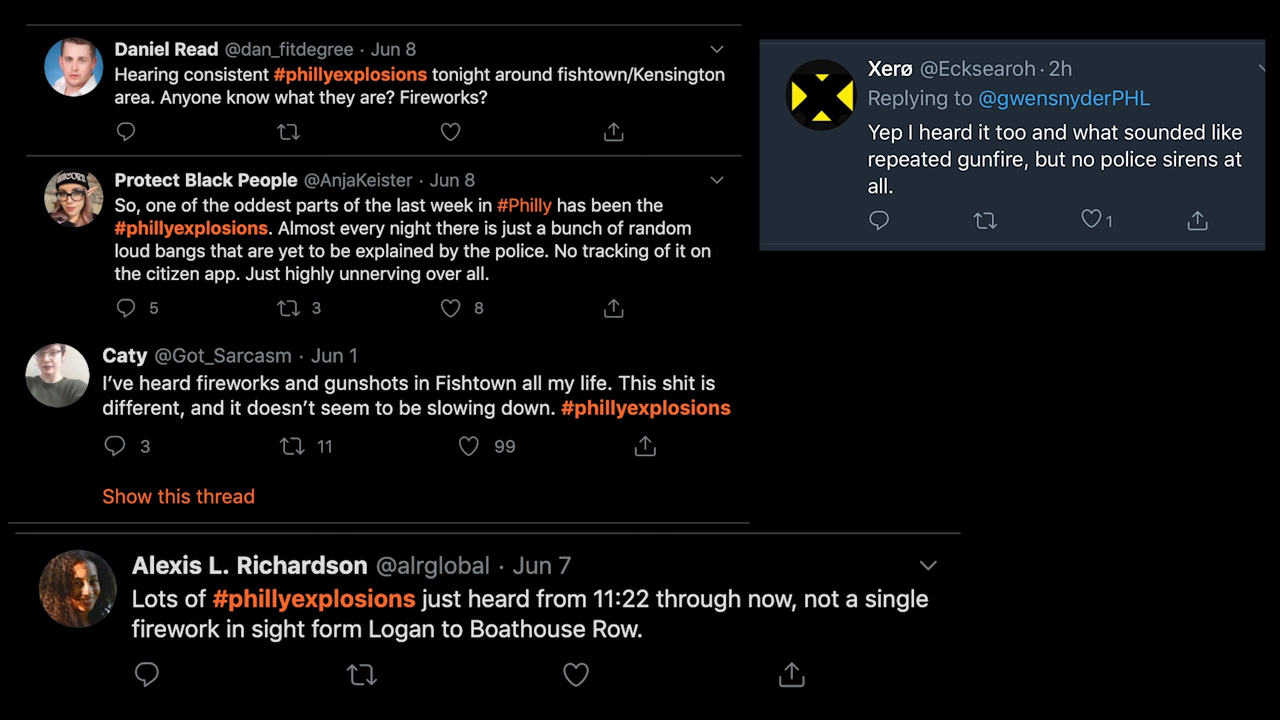 Daniel Read @dan_fitdegree · Jun 8
Hearing consistent #phillyexplosions tonight around fishtown/Kensington
area. Anyone know what they are? Fireworks?
Protect Black People @AnjaKeister · Jun 8
So, one of the oddest parts of the last week in #Philly has been the
#phillyexplosions. Almost every night there is just a bunch of random
loud bangs that are yet to be explained by the police. No tracking of it on
the citizen app. Just highly unnerving over all.
5 3 8
Caty @Got_Sarcasm · Jun 1
I've heard fireworks and gunshots in Fishtown all my life. This shit is
different, and it doesn't seem to be slowing down. #phillyexplosions
3 11 99
Show this thread
Alexis L. Richardson @alrglobal · Jun 7
Lots of #phillyexplosions just heard from 11:22 through now, not a single
firework in sight form Logan to Boathouse Row.
Xerø @Ecksearoh · 2h
Replying to @gwensnyderPHL
Yep I heard it too and what sounded like
repeated gunfire, but no police sirens at
all.
1